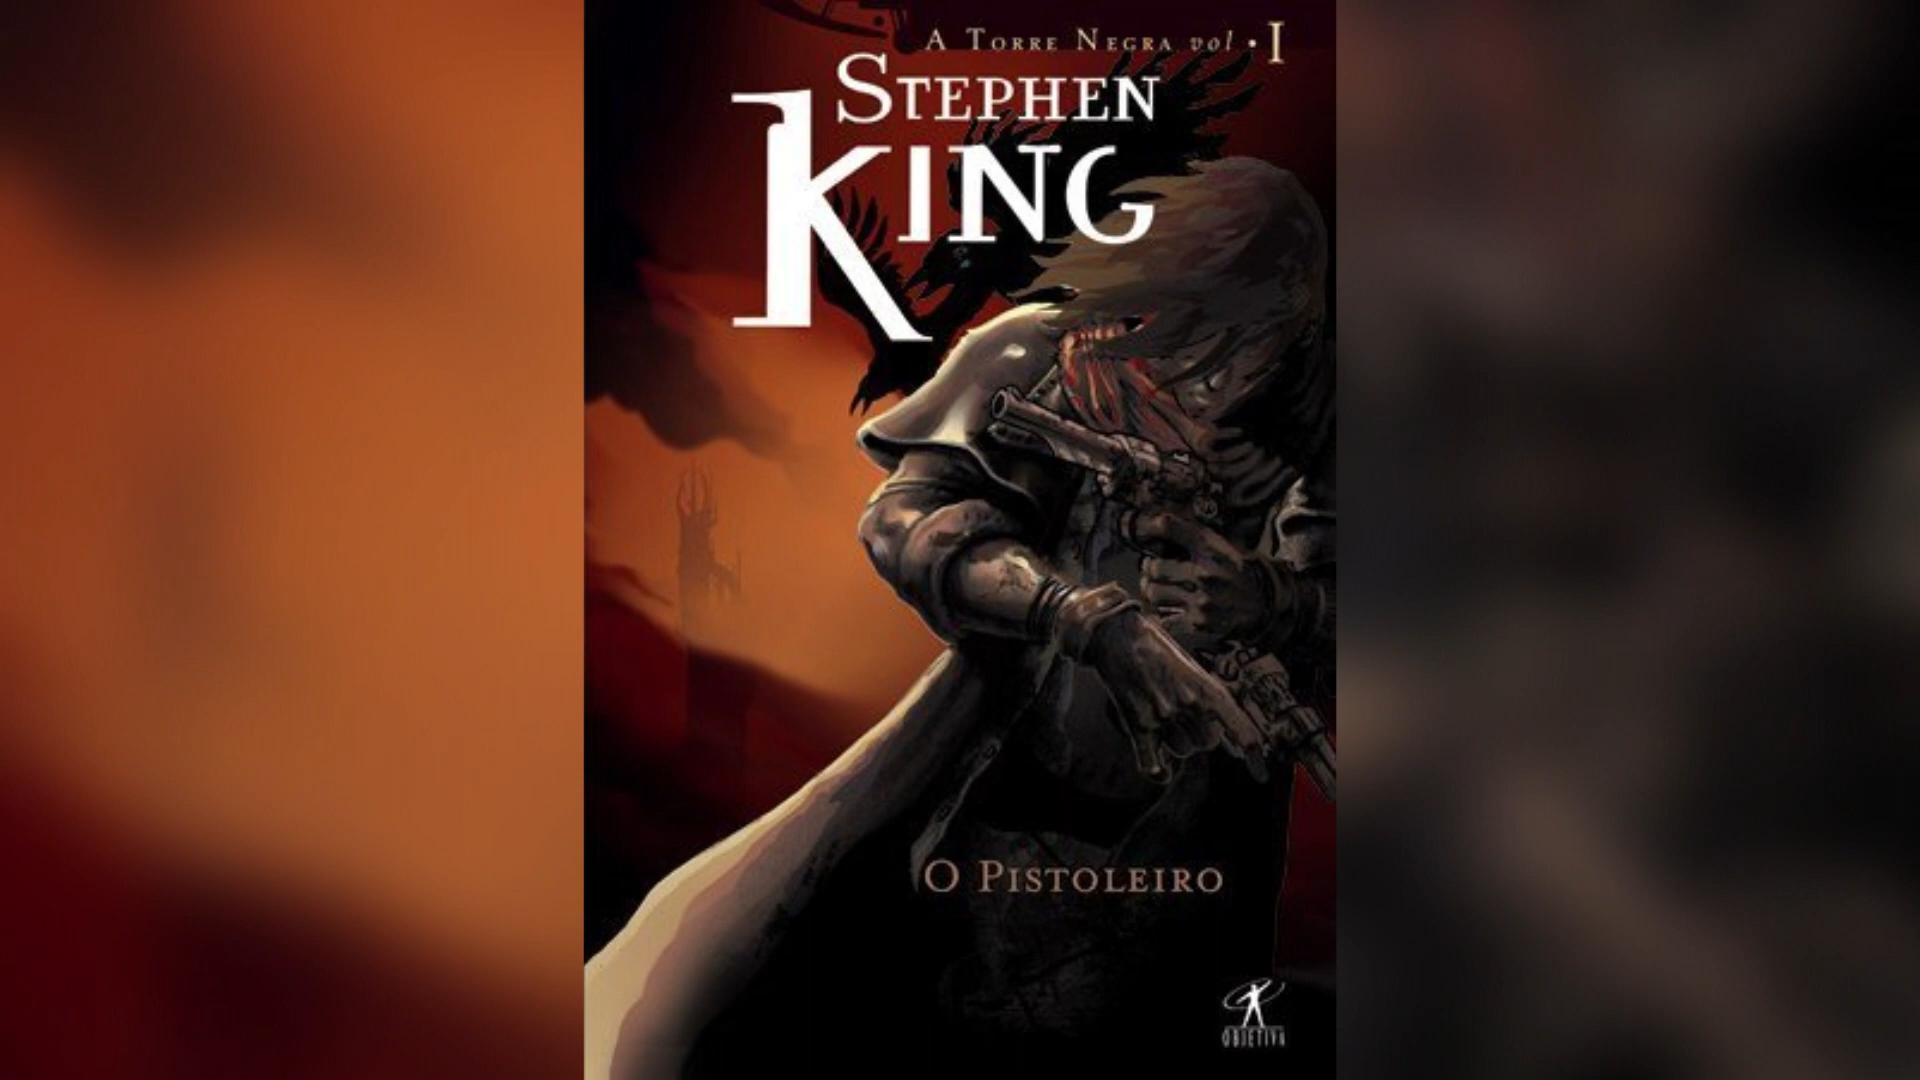 A Torre Negra vol • I
Stephen
King
O Pistoleiro
Objetiva